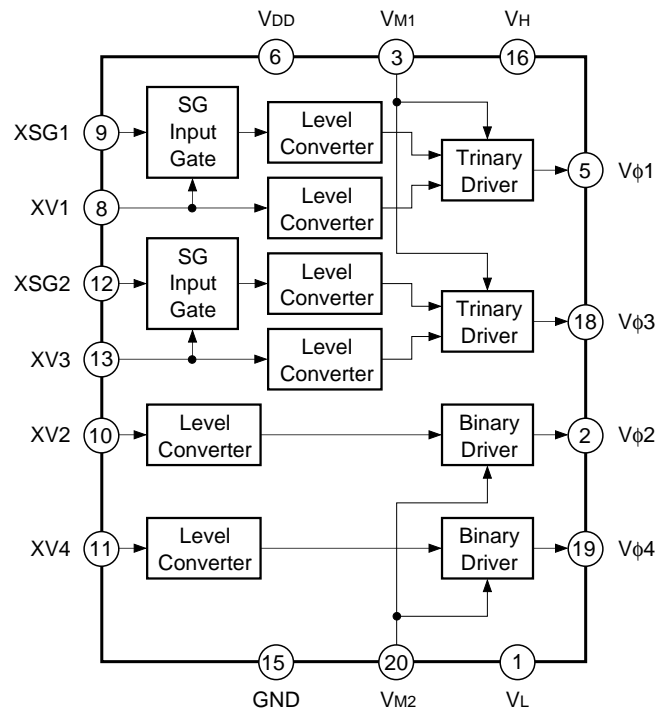 VDD VM1 VH
6 3 16
XSG1 9 SG Input Gate Level Converter Trinary Driver 5 Vϕ1
XV1 8 Level Converter
XSG2 12 SG Input Gate Level Converter Trinary Driver 18 Vϕ3
XV3 13 Level Converter
XV2 10 Level Converter Binary Driver 2 Vϕ2
XV4 11 Level Converter Binary Driver 19 Vϕ4
15 20 1
GND VM2 VL